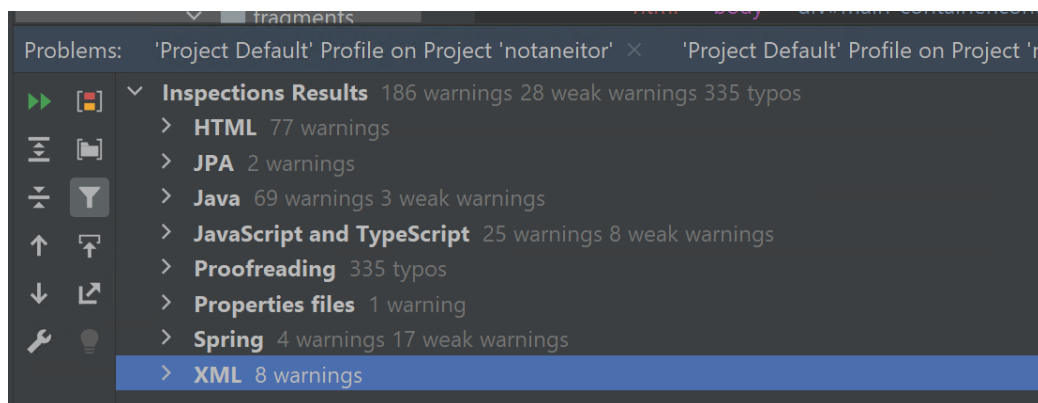 fragments
Problems: 'Project Default' Profile on Project 'notaneitor' 'Project Default' Profile on Project
Inspections Results 186 warnings 28 weak warnings 335 typos
HTML 77 warnings
JPA 2 warnings
Java 69 warnings 3 weak warnings
JavaScript and TypeScript 25 warnings 8 weak warnings
Proofreading 335 typos
Properties files 1 warning
Spring 4 warnings 17 weak warnings
XML 8 warnings